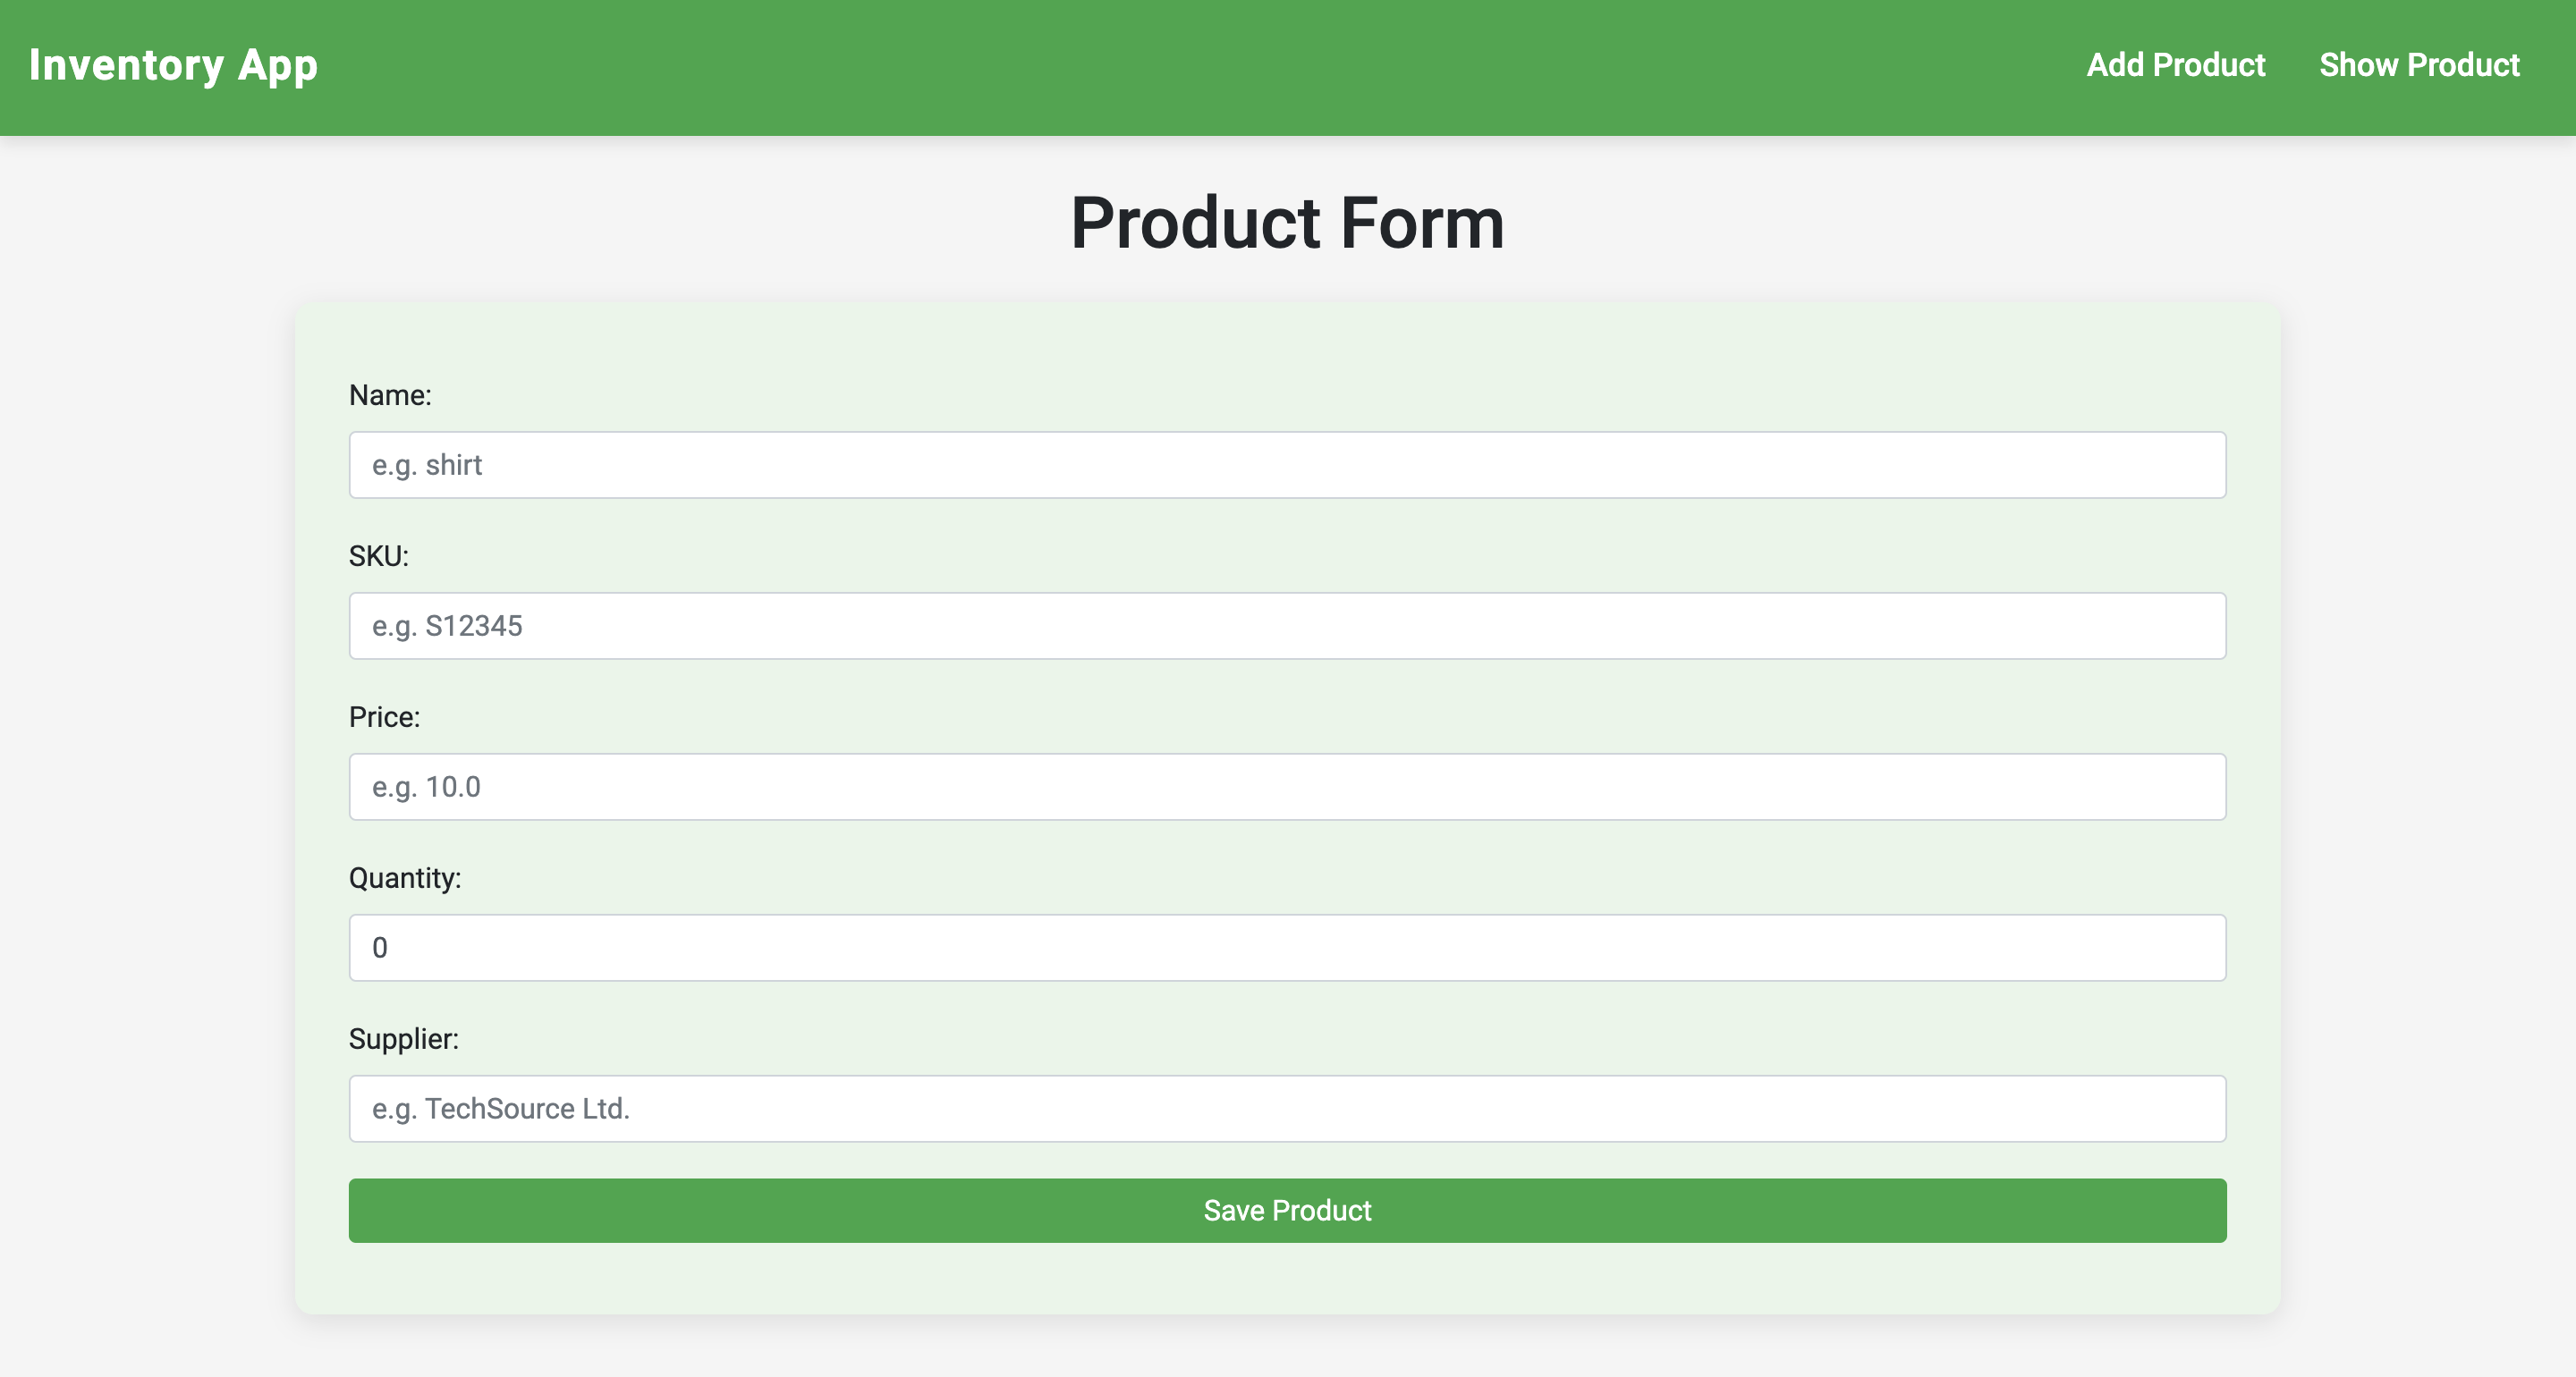 Inventory App
Add Product
Show Product
Product Form
Name:
e.g. shirt
SKU:
e.g. S12345
Price:
e.g. 10.0
Quantity:
0
Supplier:
e.g. TechSource Ltd.
Save Product